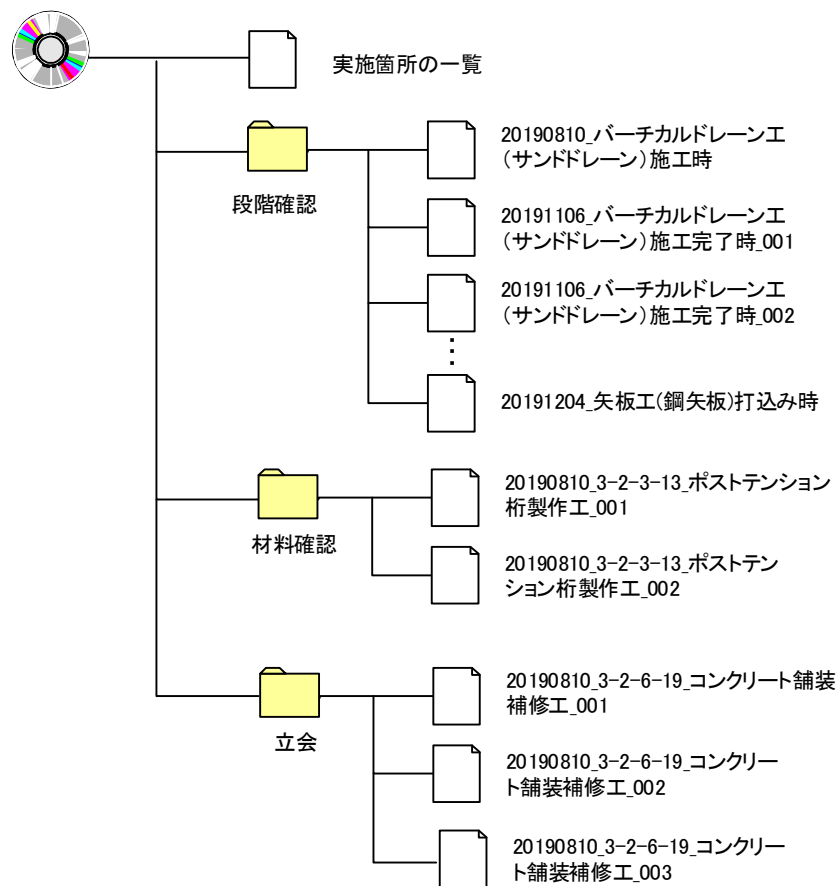 実施箇所の一覧
段階確認
20190810_バーチカルドレーン工
(サンドドレーン)施工時
20191106_バーチカルドレーン工
(サンドドレーン)施工完了時_001
20191106_バーチカルドレーン工
(サンドドレーン)施工完了時_002
20191204_矢板工(鋼矢板)打込み時
材料確認
20190810_3-2-3-13_ポストテンション
桁製作工_001
20190810_3-2-3-13_ポストテン
ション桁製作工_002
立会
20190810_3-2-6-19_コンクリート舗装
補修工_001
20190810_3-2-6-19_コンクリー
ト舗装補修工_002
20190810_3-2-6-19_コンクリー
ト舗装補修工_003